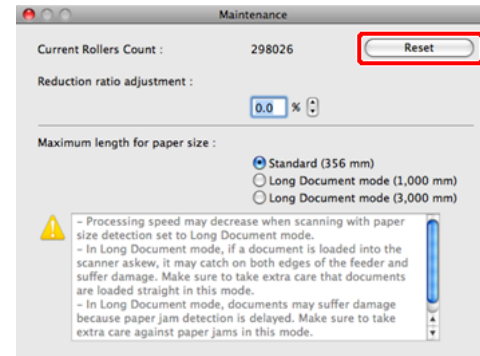 Maintenance
Current Rollers Count : 298026 Reset
Reduction ratio adjustment :
0.0 %
Maximum length for paper size :
Standard (356 mm)
Long Document mode (1,000 mm)
Long Document mode (3,000 mm)
– Processing speed may decrease when scanning with paper
size detection set to Long Document mode.
– In Long Document mode, if a document is loaded into the
scanner askew, it may catch on both edges of the feeder and
suffer damage. Make sure to take extra care that documents
are loaded straight in this mode.
– In Long Document mode, documents may suffer damage
because paper jam detection is delayed. Make sure to take
extra care against paper jams in this mode.